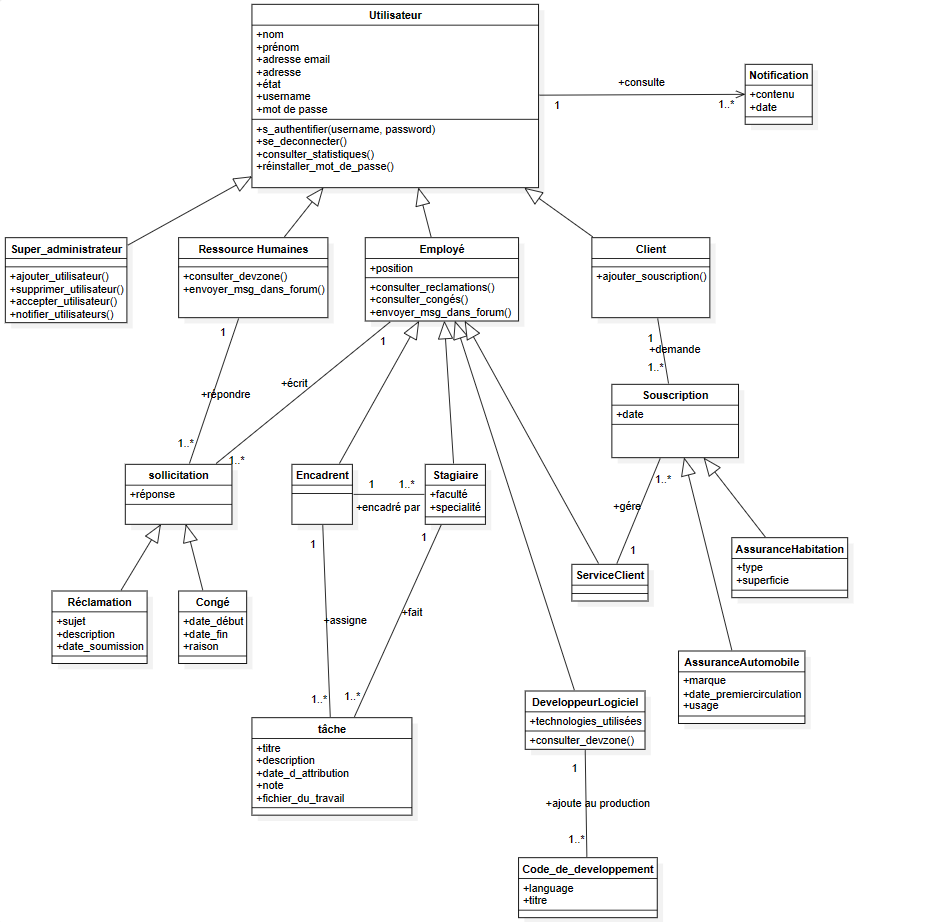 Utilisateur
+nom
+prénom
+adresse email
+adresse
+état
+username
+mot de passe
+s_authentifier(username, password)
+se_deconnecter()
+consulter_statistiques()
+réinstaller_mot_de_passe()
+consulte
1
1..*
Notification
+contenu
+date
Super_administrateur
+ajouter_utilisateur()
+supprimer_utilisateur()
+accepter_utilisateur()
+notifier_utilisateurs()
Ressource Humaines
+consulter_devzone()
+envoyer_msg_dans_forum()
Employé
+position
+consulter_reclamations()
+consulter_congés()
+envoyer_msg_dans_forum()
Client
+ajouter_souscription()
1
+répondre
1..*
1
+écrit
1..*
1
+demande
1..*
Souscription
+date
sollicitation
+réponse
Encadrent
1
1..*
+encadré par
Stagiaire
+faculté
+specialité
1..*
+gére
1
ServiceClient
AssuranceHabitation
+type
+superficie
Réclamation
+sujet
+description
+date_soumission
Congé
+date_début
+date_fin
+raison
1
+assigne
1..*
1
+fait
1..*
AssuranceAutomobile
+marque
+date_premiercirculation
+usage
tâche
+titre
+description
+date_d_attribution
+note
+fichier_du_travail
DeveloppeurLogiciel
+technologies_utilisées
+consulter_devzone()
1
+ajoute au production
1..*
Code_de_developpement
+language
+titre